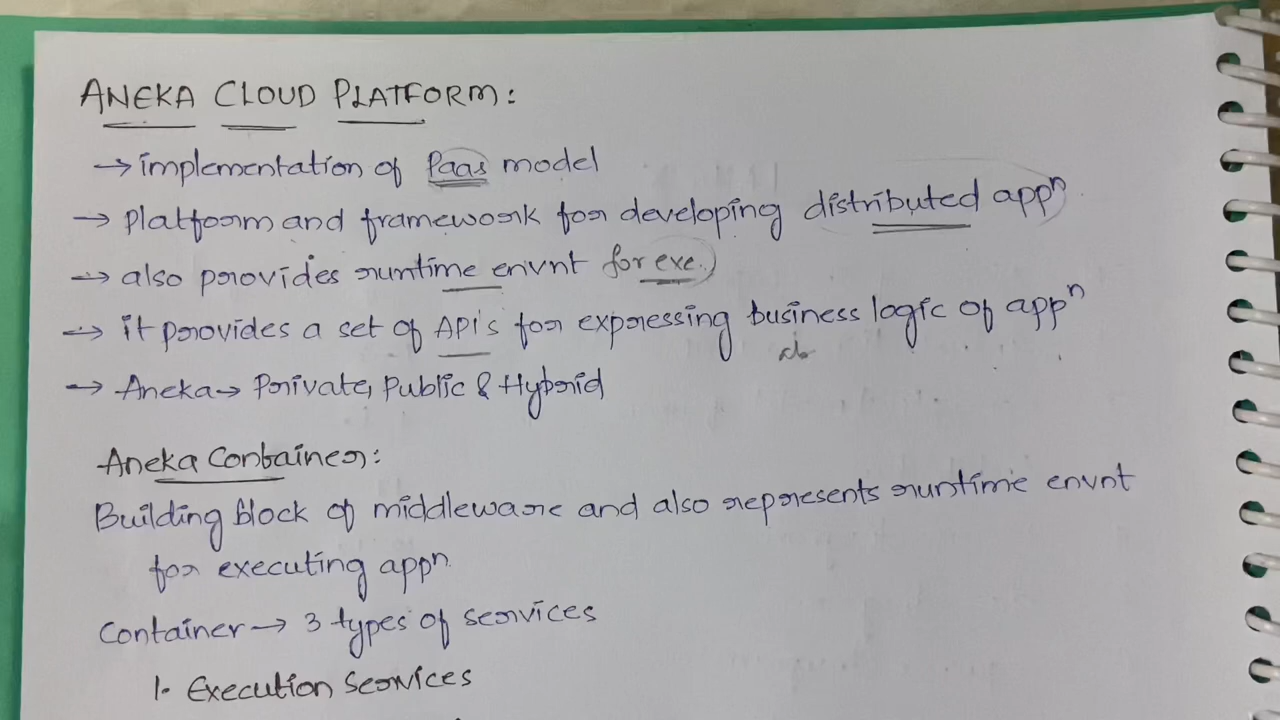 ANEKA CLOUD PLATFORM:
→ implementation of Paas model
→ Platform and framework for developing distributed appⁿ
→ also provides runtime envnt for exe.
→ it provides a set of API's for expressing business logic of appⁿ
→ Aneka → Private, Public & Hybrid
Aneka Container:
Building block of middleware and also represents runtime envnt
for executing appⁿ
Container → 3 types of services
1. Execution Services